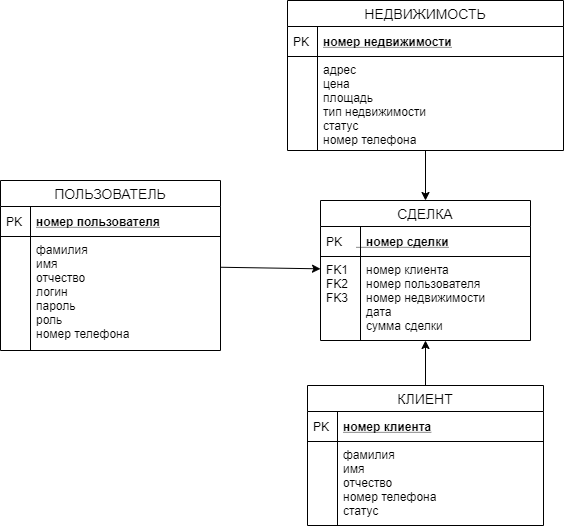 НЕДВИЖИМОСТЬ
PK номер недвижимости
адрес
цена
площадь
тип недвижимости
статус
номер телефона
ПОЛЬЗОВАТЕЛЬ
PK номер пользователя
фамилия
имя
отчество
логин
пароль
роль
номер телефона
СДЕЛКА
PK номер сделки
FK1 номер клиента
FK2 номер пользователя
FK3 номер недвижимости
дата
сумма сделки
КЛИЕНТ
PK номер клиента
фамилия
имя
отчество
номер телефона
статус